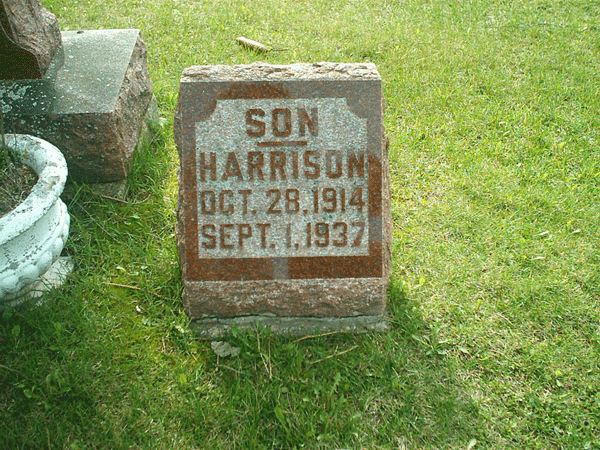 SON
HARRISON
OCT. 28, 1914
SEPT. 1, 1937